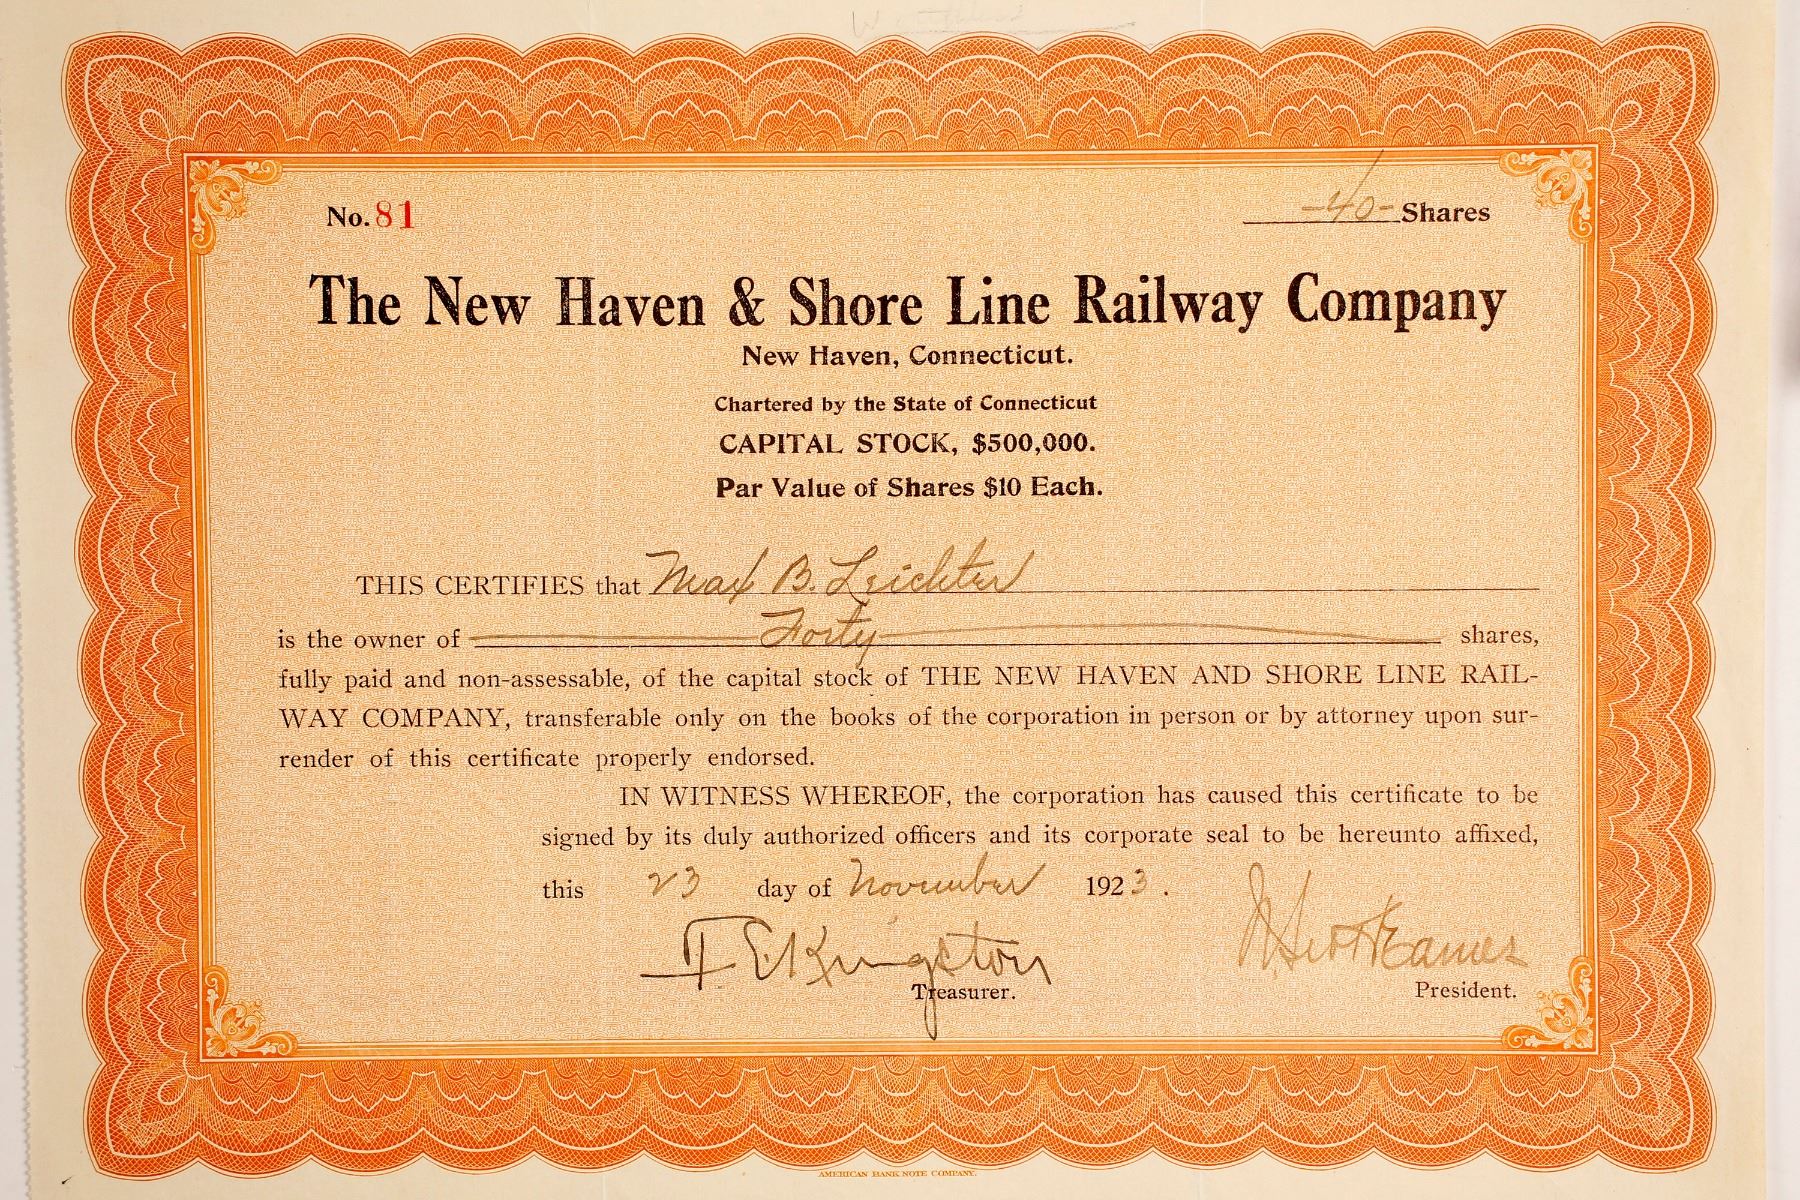 No. 81
-40- Shares
The New Haven & Shore Line Railway Company
New Haven, Connecticut.
Chartered by the State of Connecticut
CAPITAL STOCK, $500,000.
Par Value of Shares $10 Each.
THIS CERTIFIES that Max B. Leichter
is the owner of Forty shares,
fully paid and non-assessable, of the capital stock of THE NEW HAVEN AND SHORE LINE RAIL-
WAY COMPANY, transferable only on the books of the corporation in person or by attorney upon sur-
render of this certificate properly endorsed.
IN WITNESS WHEREOF, the corporation has caused this certificate to be
signed by its duly authorized officers and its corporate seal to be hereunto affixed,
this 23 day of November 1923.
Kingston
Eames
Treasurer.
President.
AMERICAN BANK NOTE COMPANY.